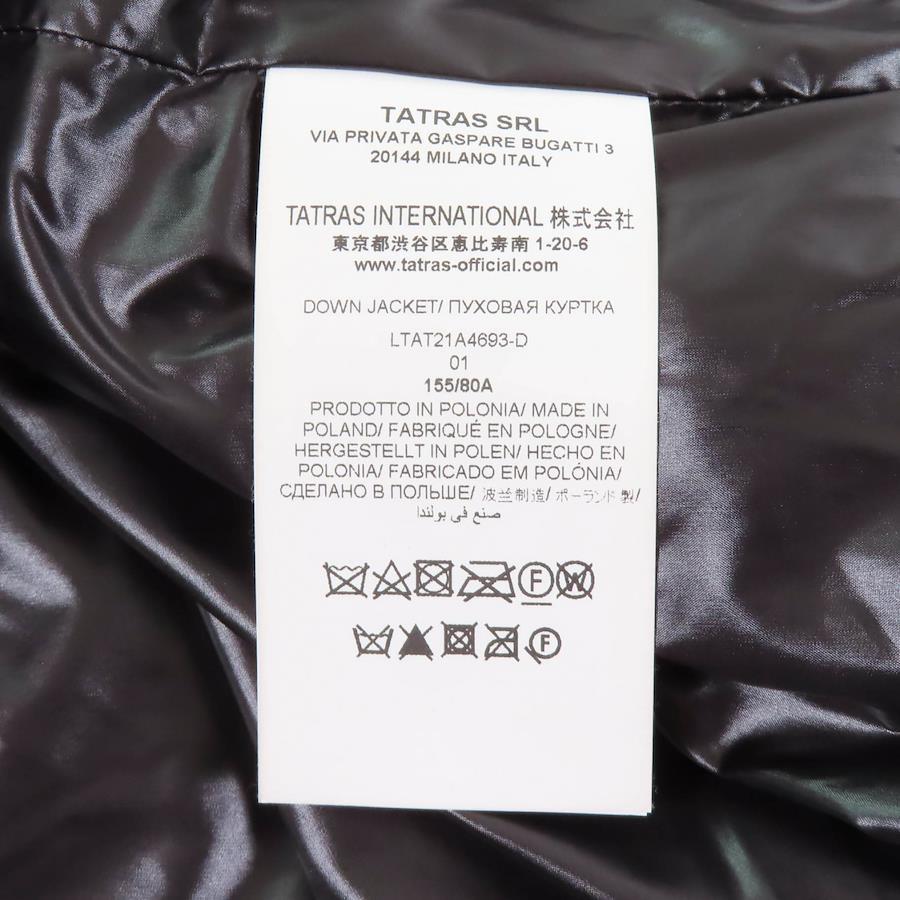 TATRAS SRL
VIA PRIVATA GASPARE BUGATTI 3
20144 MILANO ITALY
TATRAS INTERNATIONAL 株式会社
東京都渋谷区恵比寿南 1-20-6
www.tatras-official.com
DOWN JACKET/ ПУХОВАЯ КУРТКА
LTAT21A4693-D
01
155/80A
PRODOTTO IN POLONIA/ MADE IN
POLAND/ FABRIQUÉ EN POLOGNE/
HERGESTELLT IN POLEN/ HECHO EN
POLONIA/ FABRICADO EM POLÓNIA/
СДЕЛАНО В ПОЛЬШЕ/ 波兰制造/ ポーランド 製/
صنع في بولندا
F W
F